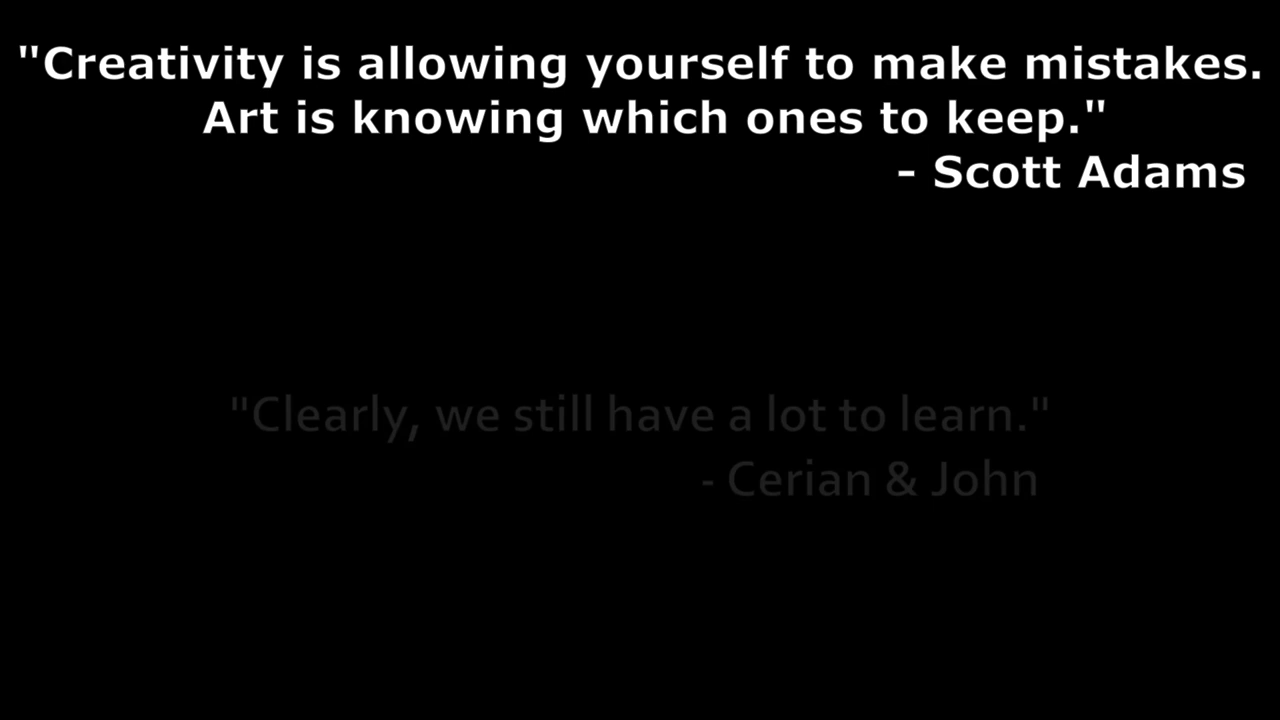 "Creativity is allowing yourself to make mistakes.
Art is knowing which ones to keep."
- Scott Adams
"Clearly, we still have a lot to learn."
- Cerian & John